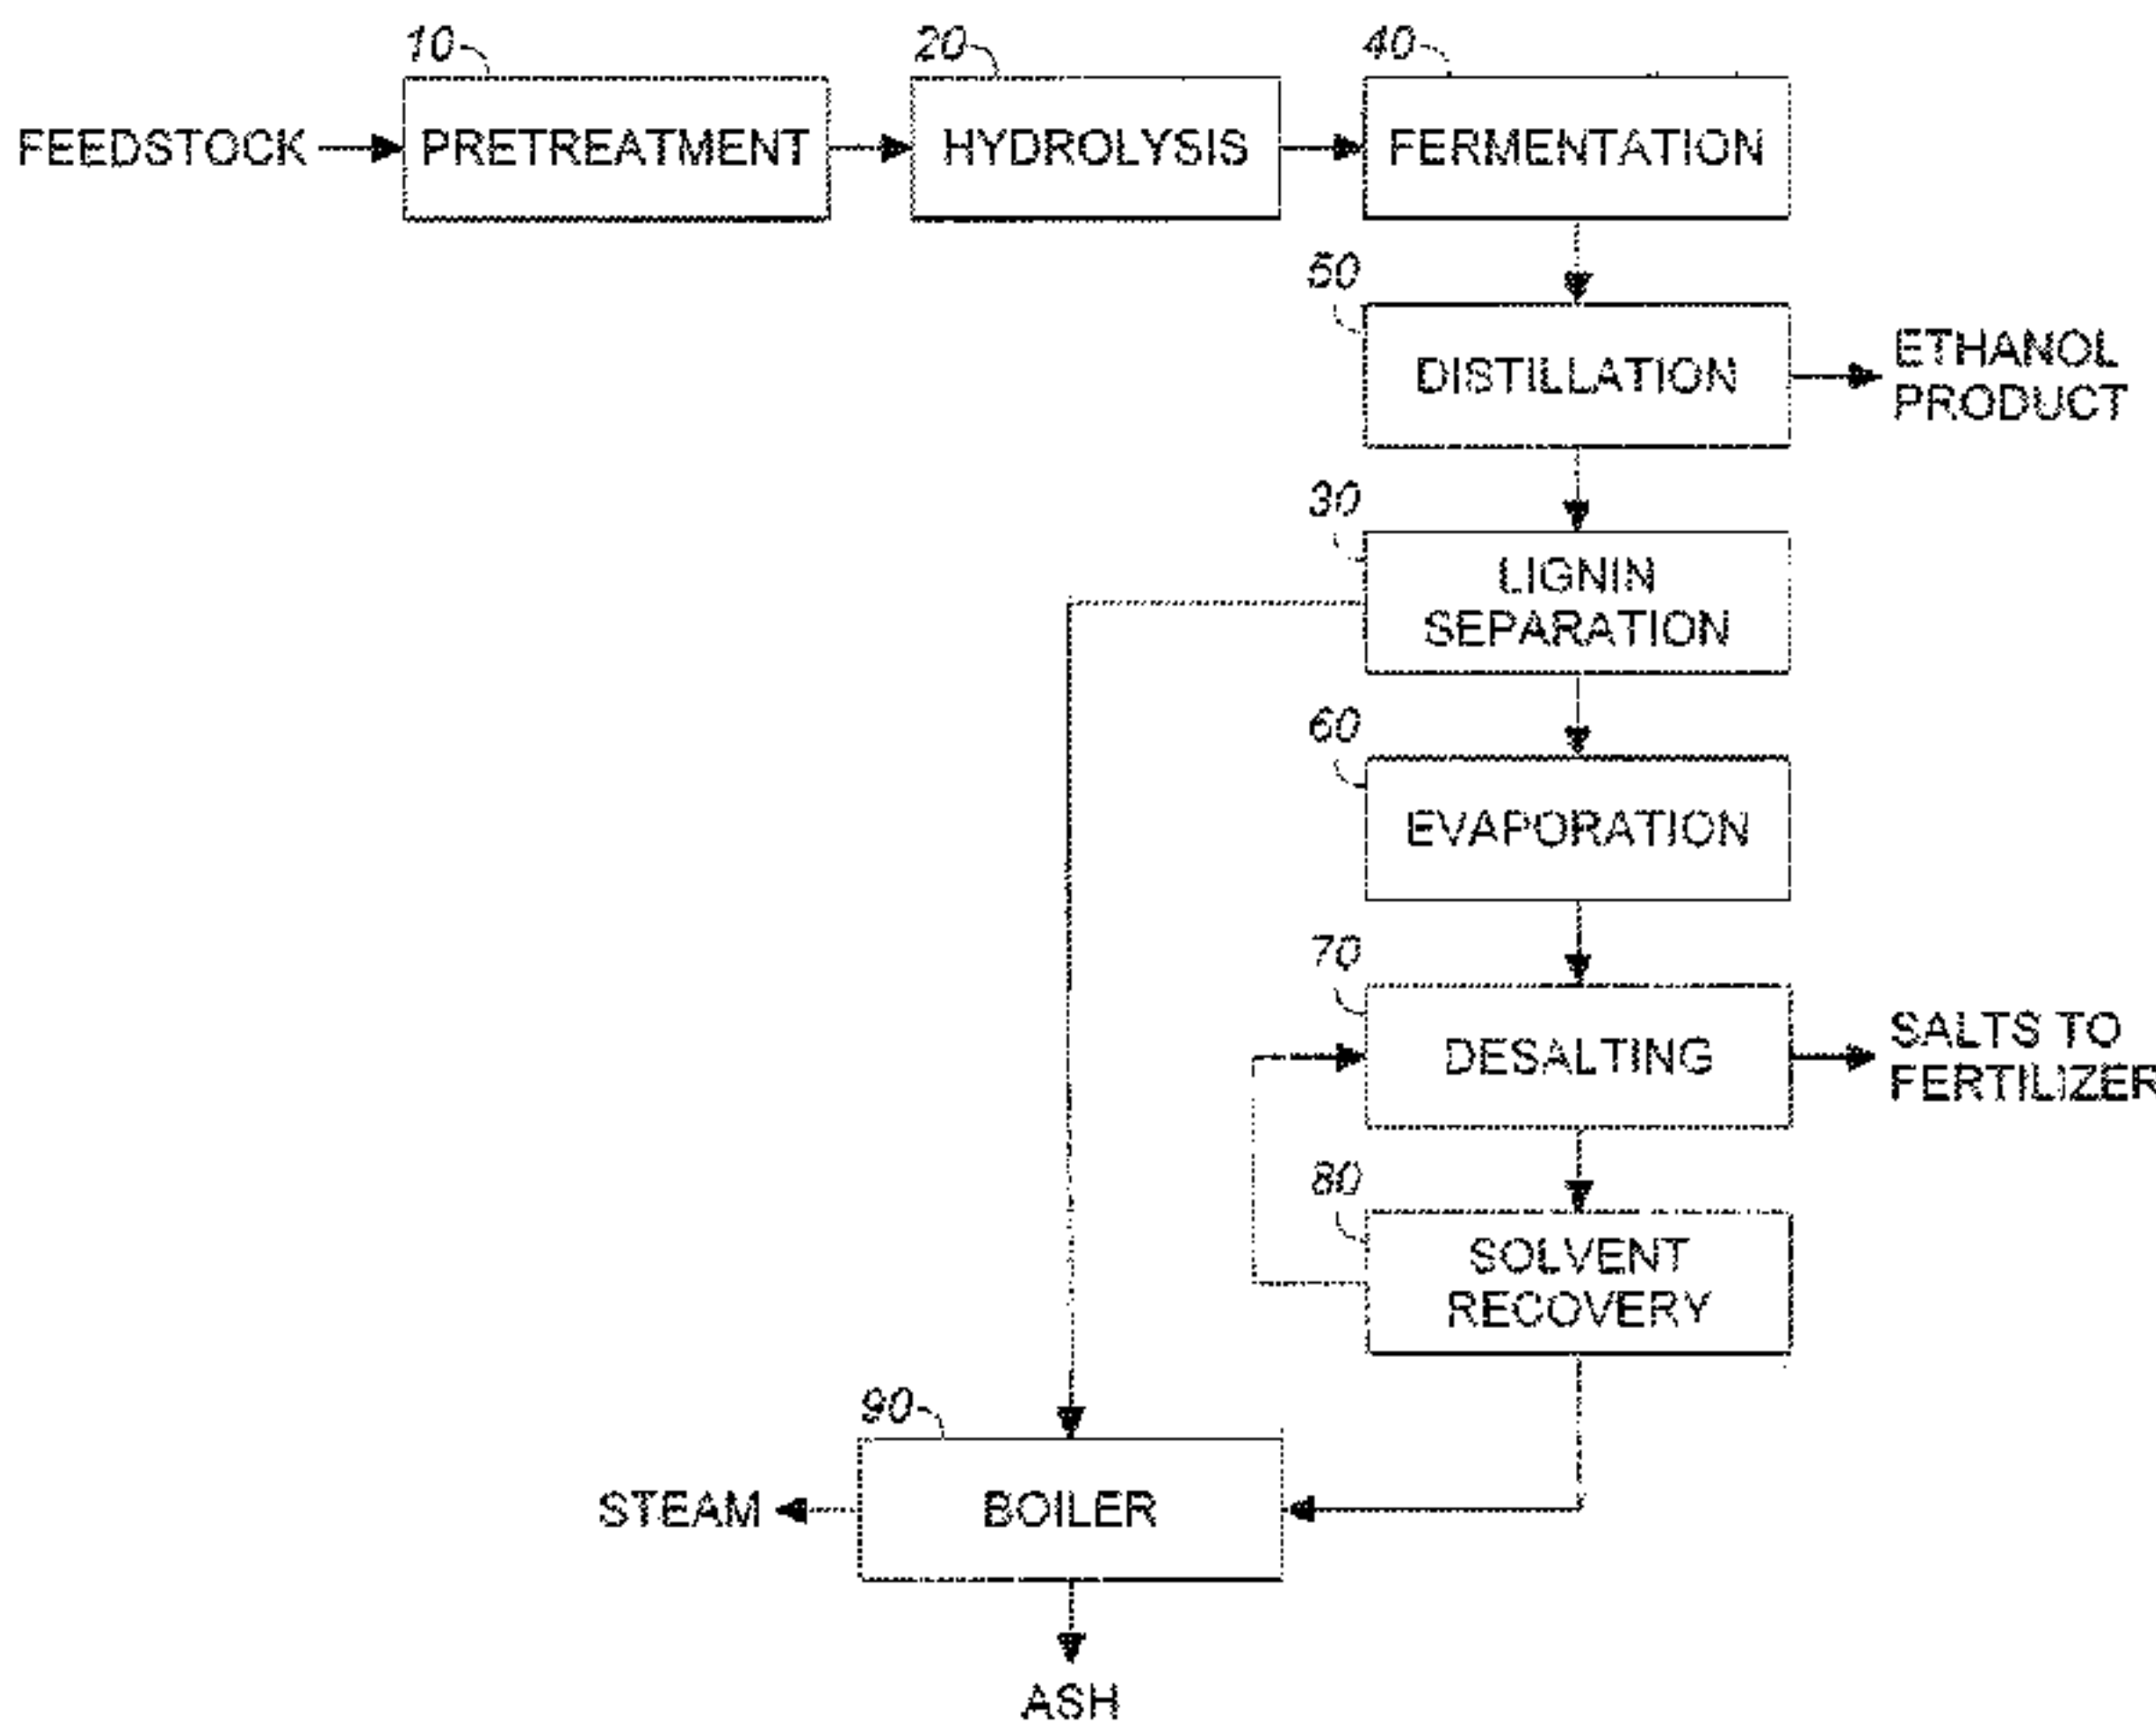 10
20
40
FEEDSTOCK
PRETREATMENT
HYDROLYSIS
FERMENTATION
50
DISTILLATION
ETHANOL
PRODUCT
30
LIGNIN
SEPARATION
60
EVAPORATION
70
DESALTING
SALTS TO
FERTILIZER
80
SOLVENT
RECOVERY
90
STEAM
BOILER
ASH